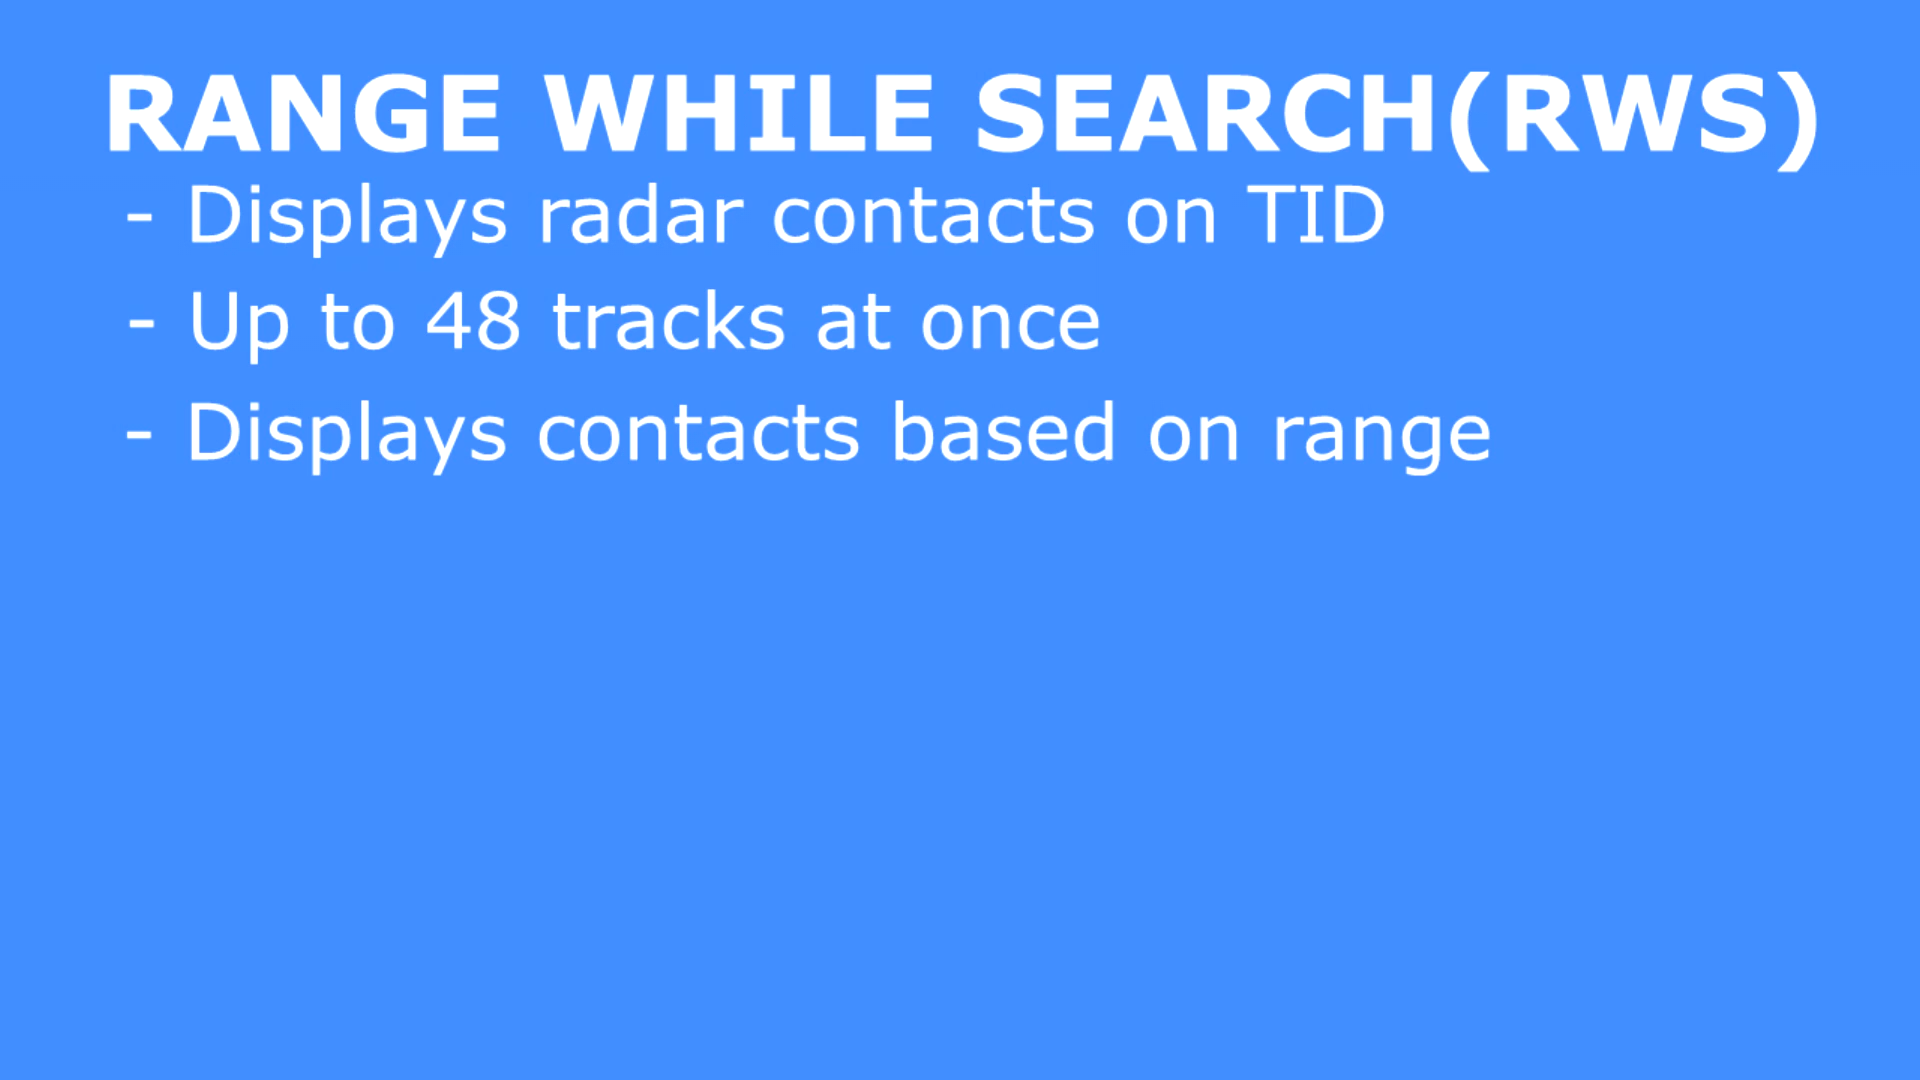 RANGE WHILE SEARCH(RWS)
- Displays radar contacts on TID
- Up to 48 tracks at once
- Displays contacts based on range